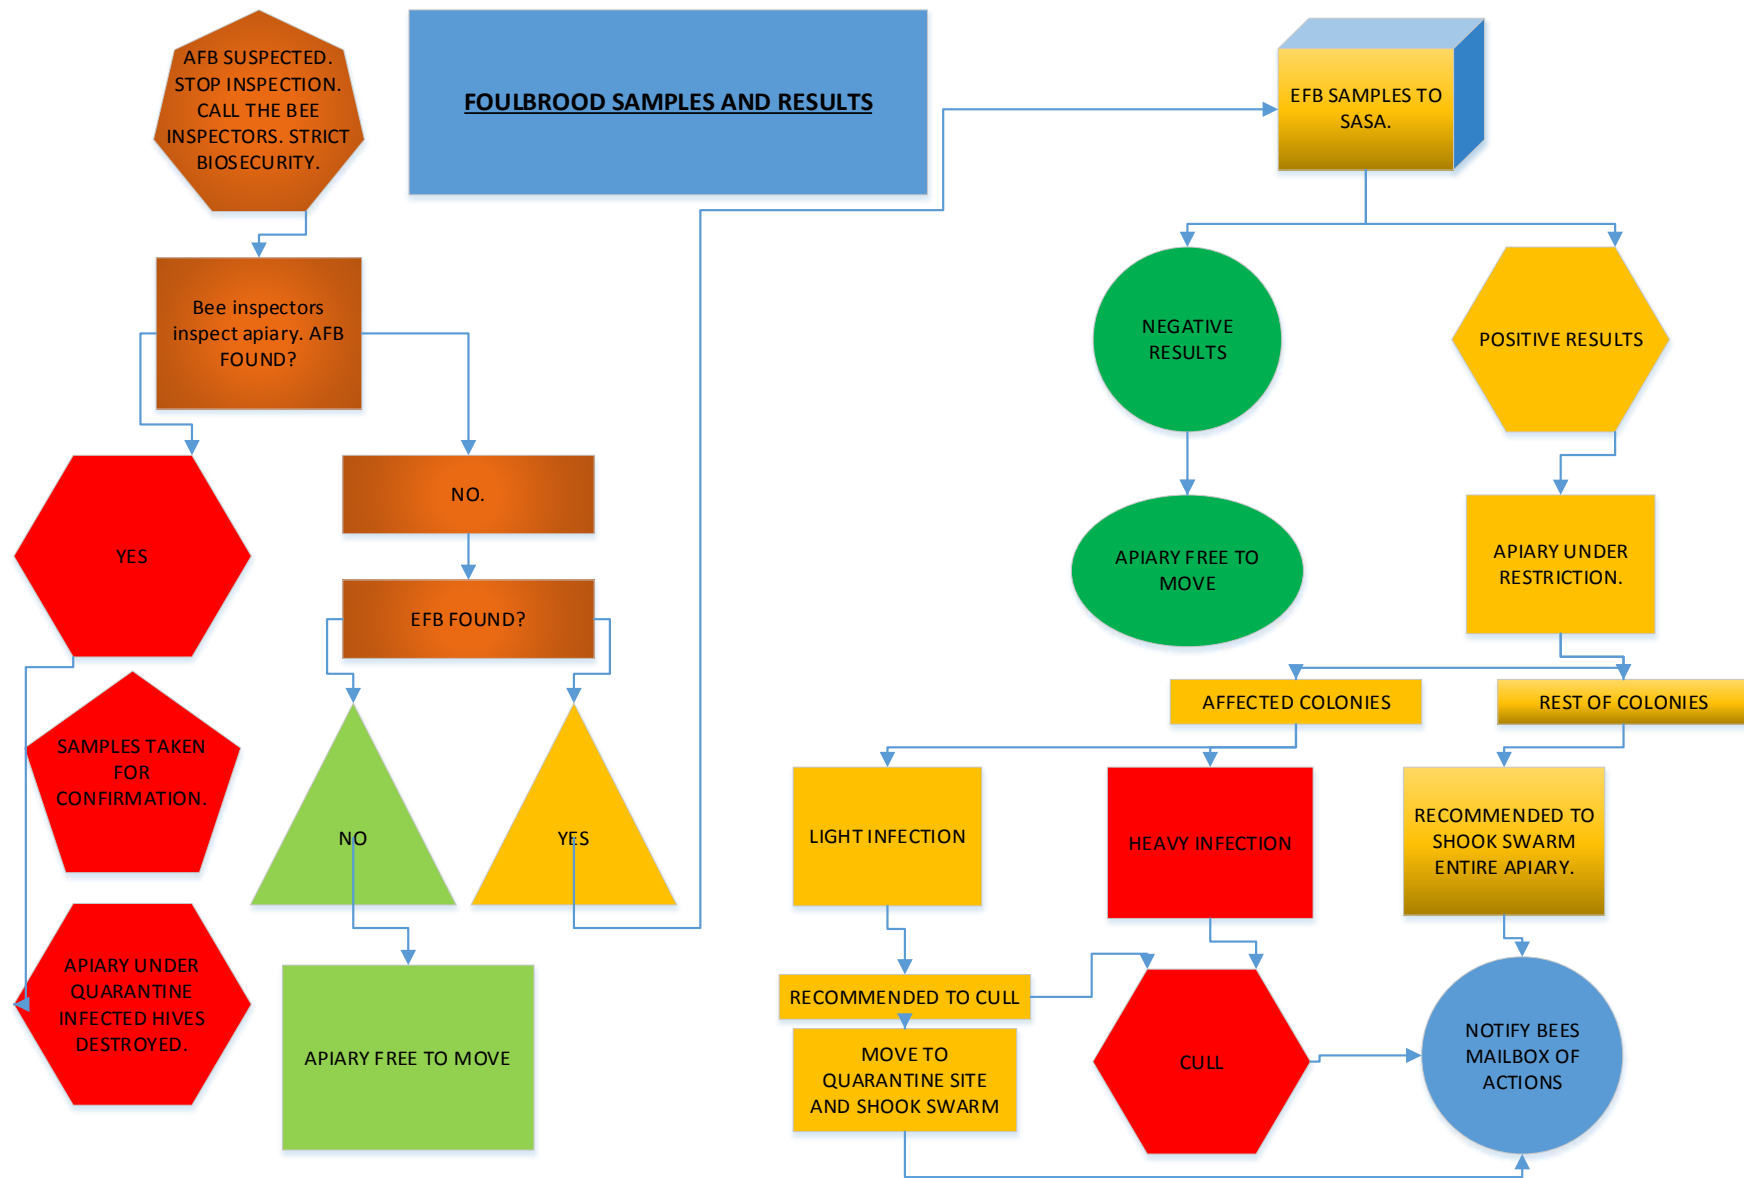 AFB SUSPECTED.
STOP INSPECTION.
CALL THE BEE
INSPECTORS. STRICT
BIOSECURITY.
FOULBROOD SAMPLES AND RESULTS
EFB SAMPLES TO
SASA.
Bee inspectors
inspect apiary. AFB
FOUND?
NEGATIVE
RESULTS
POSITIVE RESULTS
YES
NO.
APIARY FREE TO
MOVE
APIARY UNDER
RESTRICTION.
EFB FOUND?
AFFECTED COLONIES
REST OF COLONIES
SAMPLES TAKEN
FOR
CONFIRMATION.
NO
YES
LIGHT INFECTION
HEAVY INFECTION
RECOMMENDED TO
SHOOK SWARM
ENTIRE APIARY.
APIARY UNDER
QUARANTINE
INFECTED HIVES
DESTROYED.
APIARY FREE TO MOVE
RECOMMENDED TO CULL
MOVE TO
QUARANTINE SITE
AND SHOOK SWARM
CULL
NOTIFY BEES
MAILBOX OF
ACTIONS